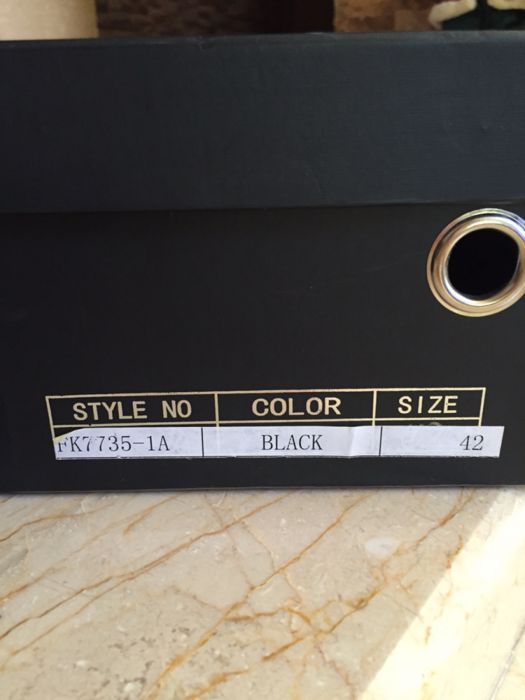 STYLE NO COLOR SIZE
FK7735-1A BLACK 42